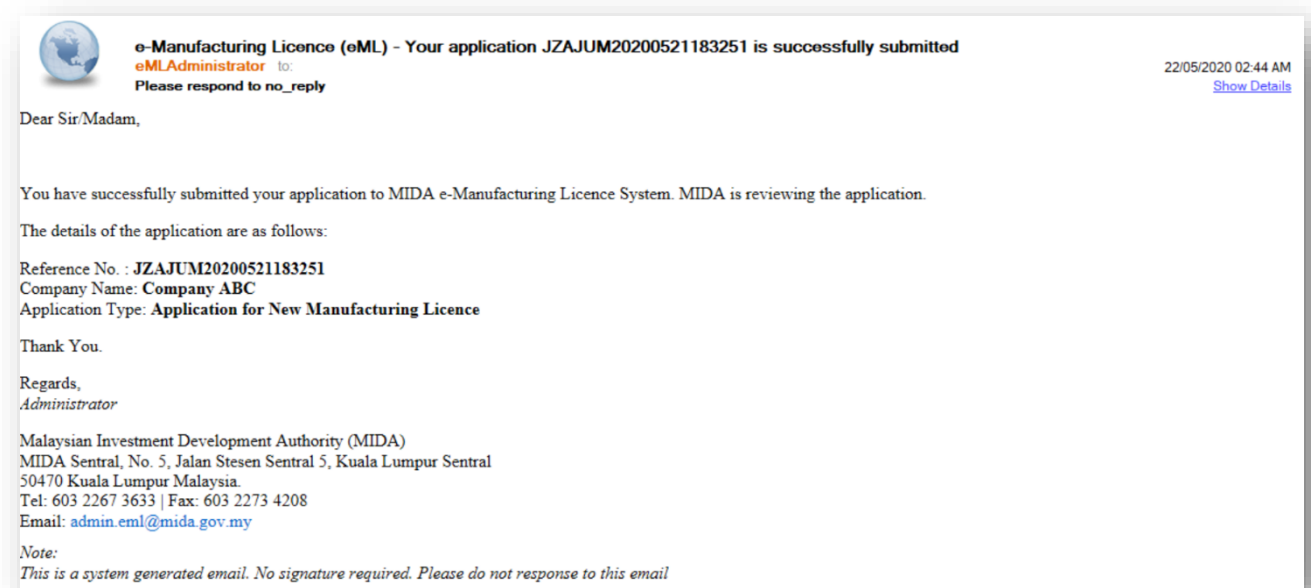 e-Manufacturing Licence (eML) - Your application JZAJUM20200521183251 is successfully submitted
eMLAdministrator to:
22/05/2020 02:44 AM
Please respond to no_reply
Show Details
Dear Sir/Madam,
You have successfully submitted your application to MIDA e-Manufacturing Licence System. MIDA is reviewing the application.
The details of the application are as follows:
Reference No. : JZAJUM20200521183251
Company Name: Company ABC
Application Type: Application for New Manufacturing Licence
Thank You.
Regards,
Administrator
Malaysian Investment Development Authority (MIDA)
MIDA Sentral, No. 5, Jalan Stesen Sentral 5, Kuala Lumpur Sentral
50470 Kuala Lumpur Malaysia.
Tel: 603 2267 3633 | Fax: 603 2273 4208
Email: admin.eml@mida.gov.my
Note:
This is a system generated email. No signature required. Please do not response to this email